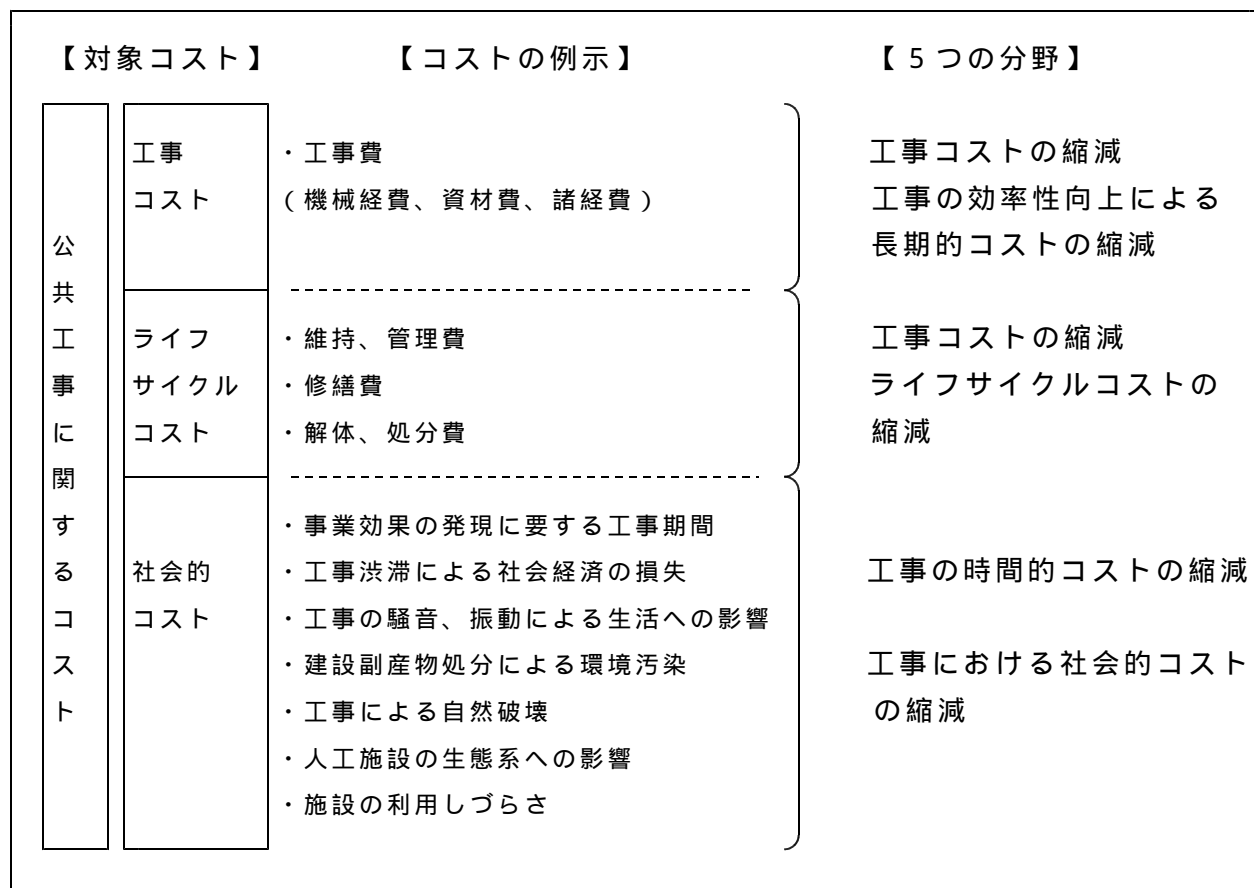 【対象コスト】 【コストの例示】 【5つの分野】
公共工事に関するコスト
工事
コスト
・工事費
(機械経費、資材費、諸経費)
工事コストの縮減
工事の効率性向上による
長期的コストの縮減
ライフ
サイクル
コスト
・維持、管理費
・修繕費
・解体、処分費
工事コストの縮減
ライフサイクルコストの
縮減
社会的
コスト
・事業効果の発現に要する工事期間
・工事渋滞による社会経済の損失
・工事の騒音、振動による生活への影響
・建設副産物処分による環境汚染
・工事による自然破壊
・人工施設の生態系への影響
・施設の利用しづらさ
工事の時間的コストの縮減
工事における社会的コスト
の縮減